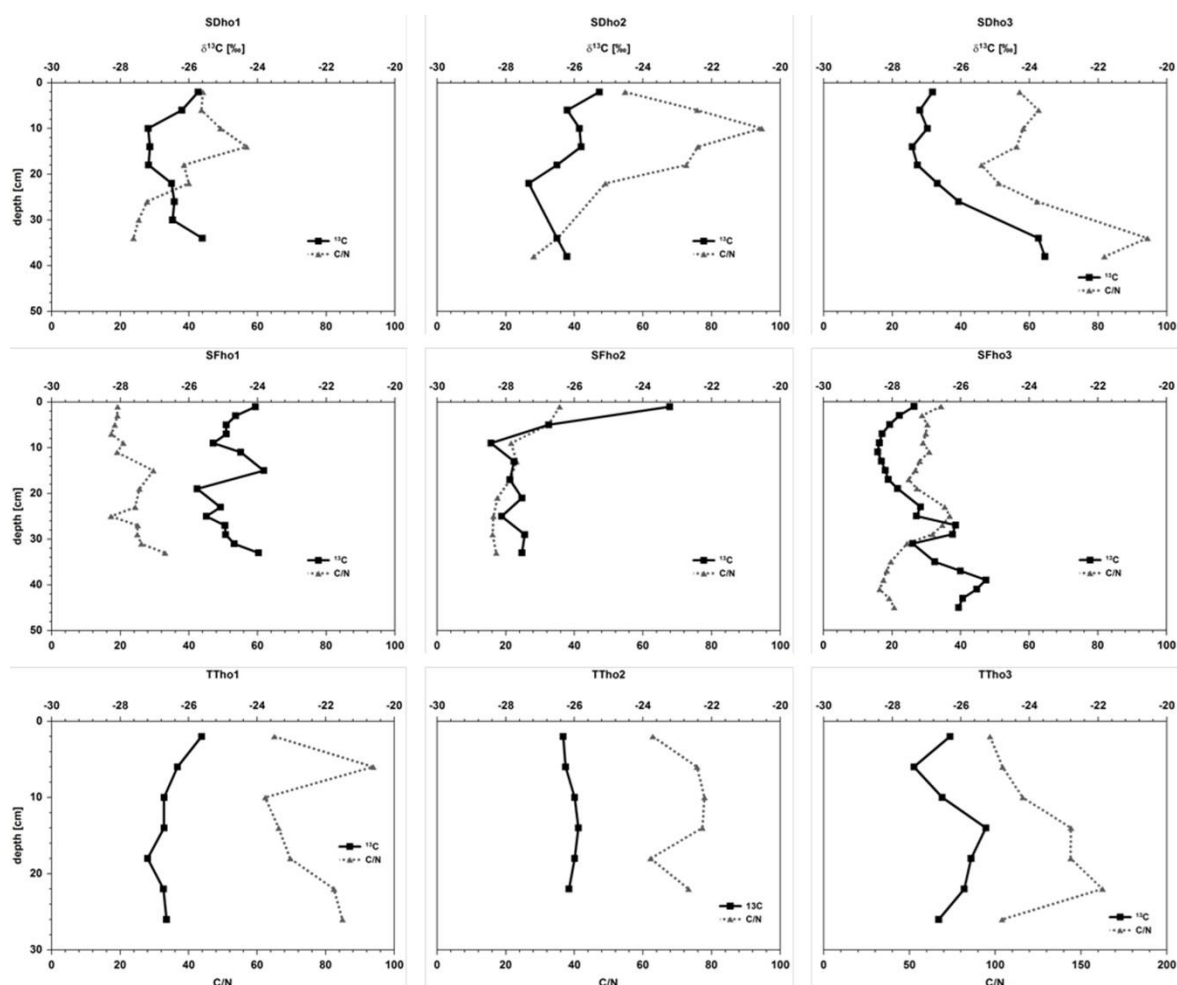 SDho1 SDho2 SDho3
δ¹³C [‰] δ¹³C [‰] δ¹³C [‰]
-30 -28 -26 -24 -22 -20 -30 -28 -26 -24 -22 -20 -30 -28 -26 -24 -22 -20
0
10
20
depth [cm]
30
¹³C ¹³C
C/N C/N
40
¹³C
C/N
50
0 20 40 60 80 100 0 20 40 60 80 100 0 20 40 60 80 100
SFho1 SFho2 SFho3
-30 -28 -26 -24 -22 -20 -30 -28 -26 -24 -22 -20 -30 -28 -26 -24 -22 -20
0
10
20
depth [cm]
30
¹³C ¹³C ¹³C
C/N C/N C/N
40
50
0 20 40 60 80 100 0 20 40 60 80 100 0 20 40 60 80 100
TTho1 TTho2 TTho3
-30 -28 -26 -24 -22 -20 -30 -28 -26 -24 -22 -20 -30 -28 -26 -24 -22 -20
0
10
depth [cm]
¹³C
C/N
20
13C ¹³C
C/N C/N
30
0 20 40 60 80 100 0 20 40 60 80 100 0 50 100 150 200
C/N C/N C/N